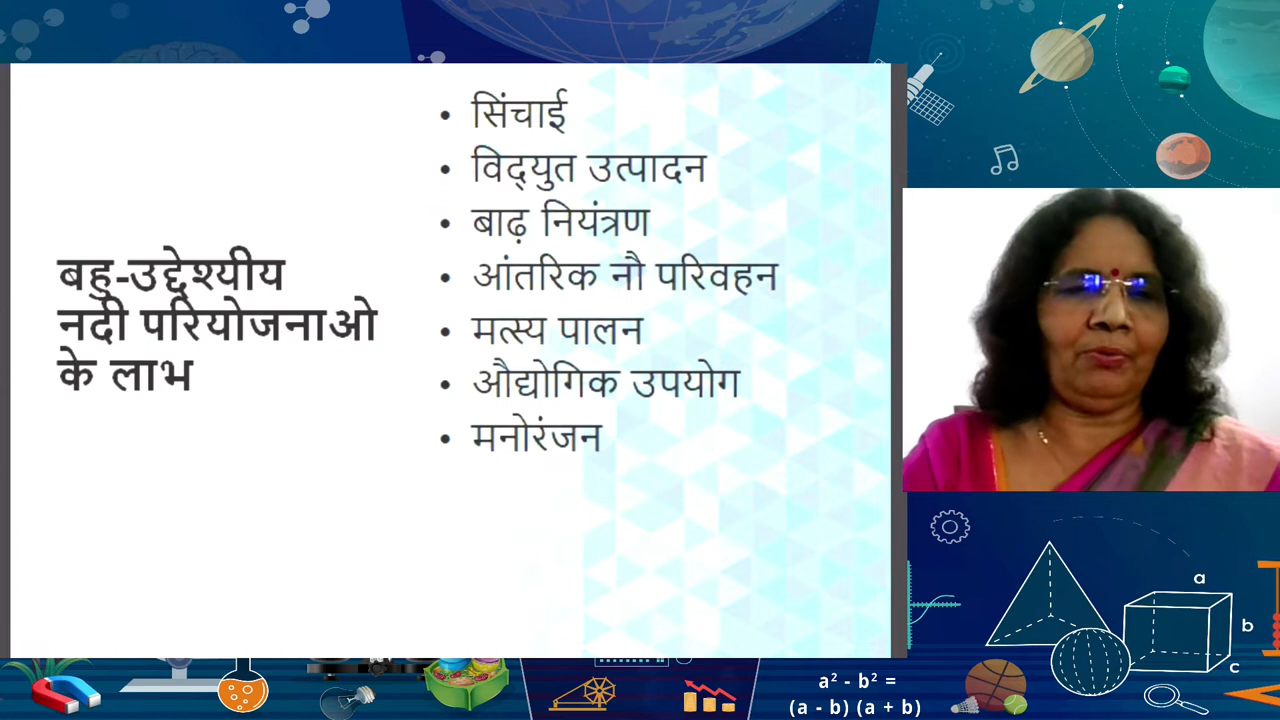 बहु-उद्देश्यीय
नदी परियोजनाओ
के लाभ
• सिंचाई
• विद्‌युत उत्पादन
• बाढ़ नियंत्रण
• आंतरिक नौ परिवहन
• मत्स्य पालन
• औद्योगिक उपयोग
• मनोरंजन
a
b
c
a² - b² =
(a - b) (a + b)